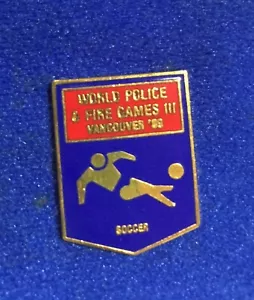 WORLD POLICE
& FIRE GAMES III
VANCOUVER '89
SOCCER